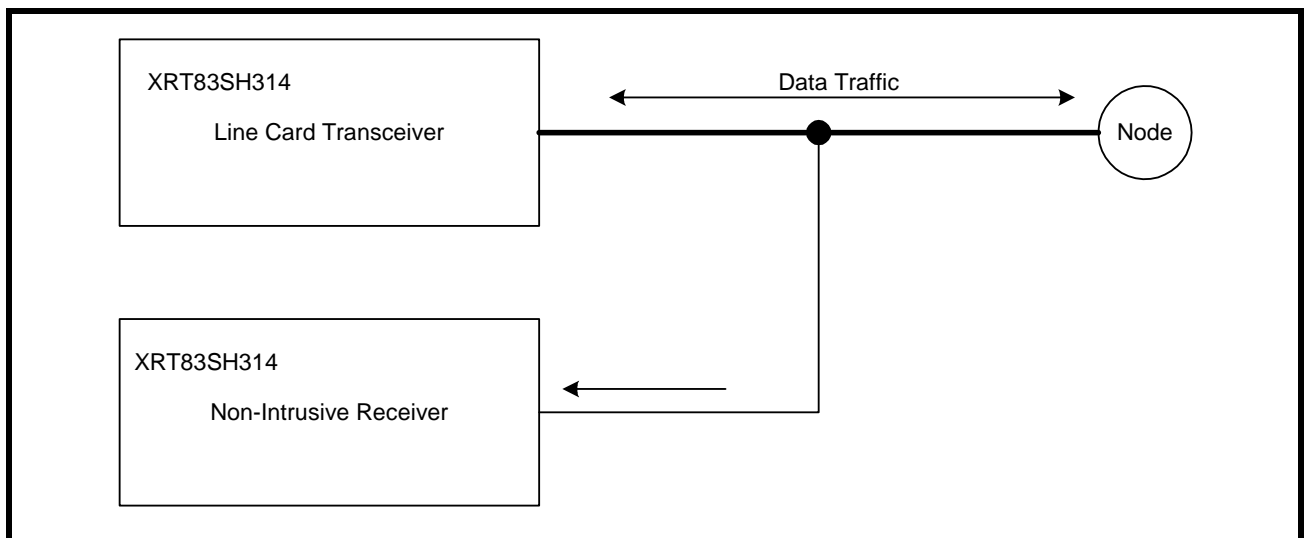 XRT83SH314
Line Card Transceiver
Data Traffic
Node
XRT83SH314
Non-Intrusive Receiver